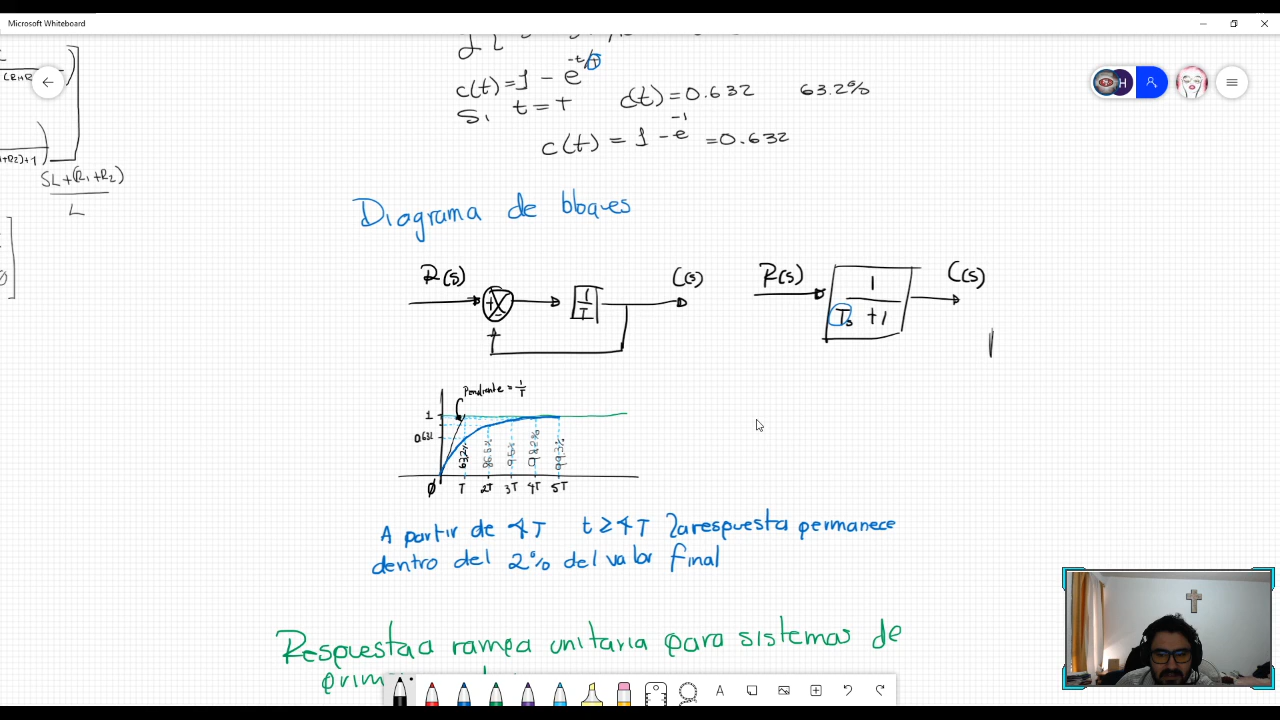 Microsoft Whiteboard
c(t)=1 - e^-t/T
Si t = T c(t)=0.632 63.2%
c(t) = 1 - e^-1 = 0.632
+R2)+1)
SL+(R1+R2)
L
H
Diagrama de bloques
R(s) + - 1/T C(s)
R(s) 1/(Ts +1) C(s)
Pendiente = 1/T
1
0.632
63.2% 86.5% 95% 98.2% 99.3%
0 T 2T 3T 4T 5T
A partir de 4T t ≥ 4T La respuesta permanece
dentro del 2% del valor final
Respuesta a rampa unitaria para sistemas de